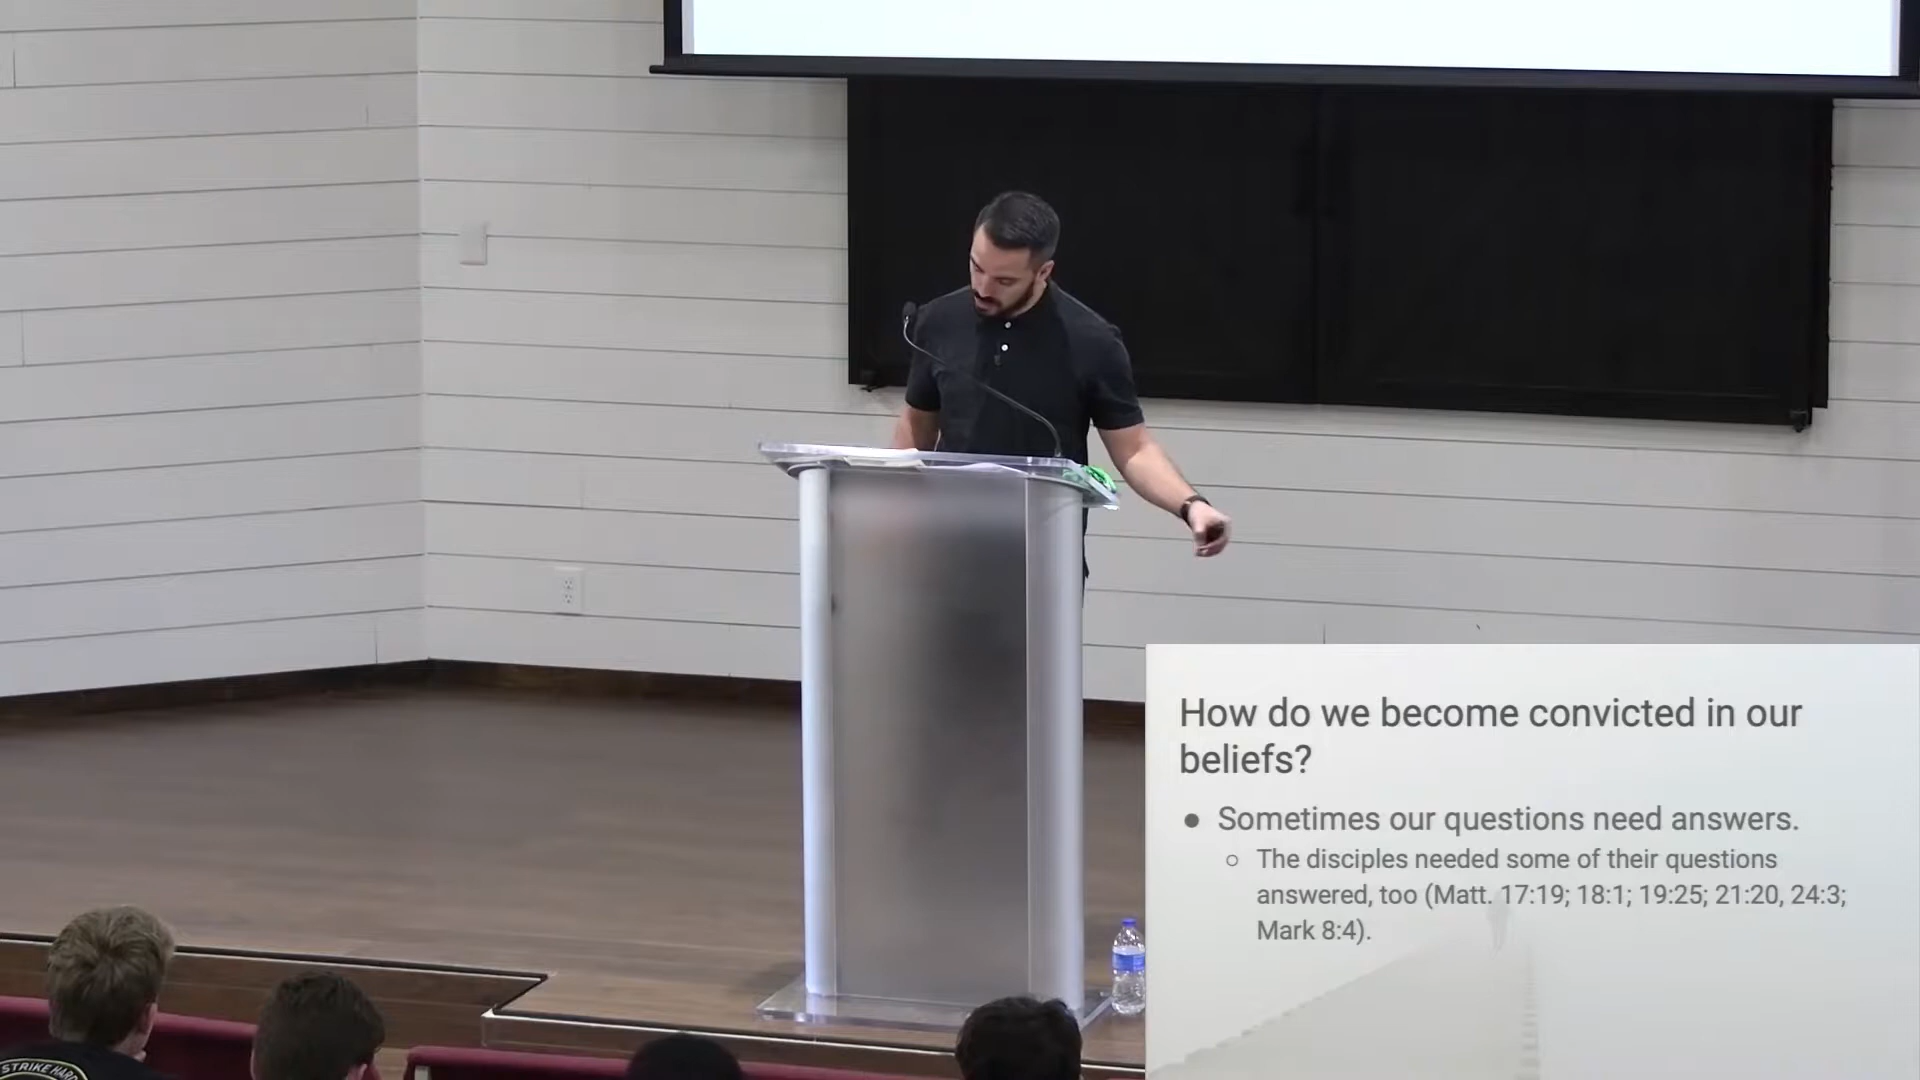 How do we become convicted in our
beliefs?
● Sometimes our questions need answers.
○ The disciples needed some of their questions
answered, too (Matt. 17:19; 18:1; 19:25; 21:20, 24:3;
Mark 8:4).
STRIKE HARD